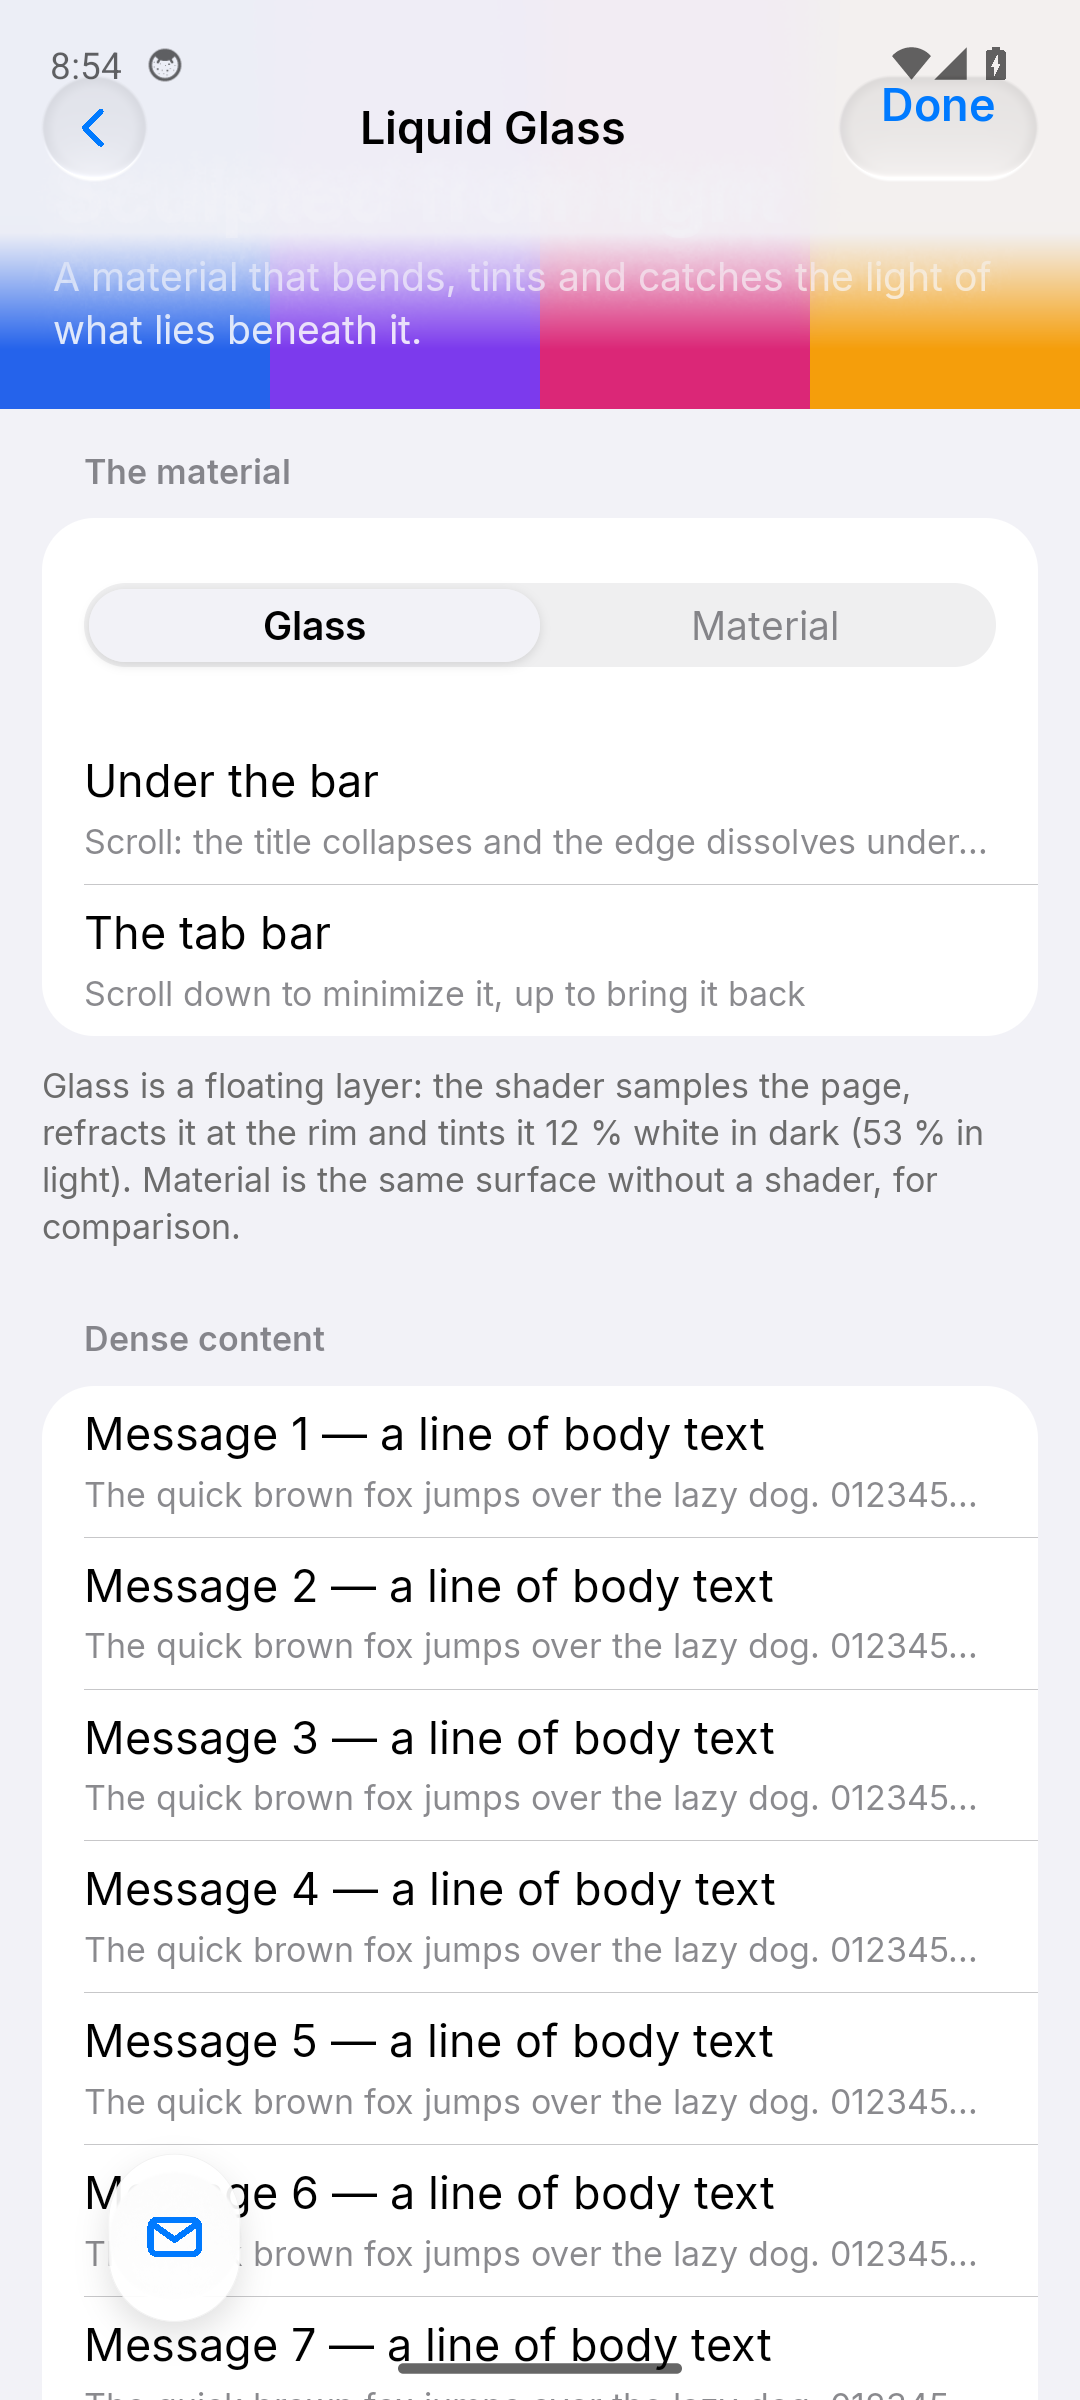 8:54
Liquid Glass
Done
A material that bends, tints and catches the light of
what lies beneath it.
The material
Glass
Material
Under the bar
Scroll: the title collapses and the edge dissolves under...
The tab bar
Scroll down to minimize it, up to bring it back
Glass is a floating layer: the shader samples the page,
refracts it at the rim and tints it 12 % white in dark (53 % in
light). Material is the same surface without a shader, for
comparison.
Dense content
Message 1 — a line of body text
The quick brown fox jumps over the lazy dog. 012345...
Message 2 — a line of body text
The quick brown fox jumps over the lazy dog. 012345...
Message 3 — a line of body text
The quick brown fox jumps over the lazy dog. 012345...
Message 4 — a line of body text
The quick brown fox jumps over the lazy dog. 012345...
Message 5 — a line of body text
The quick brown fox jumps over the lazy dog. 012345...
6 — a line of body text
brown fox jumps over the lazy dog. 012345...
Message 7 — a line of body text